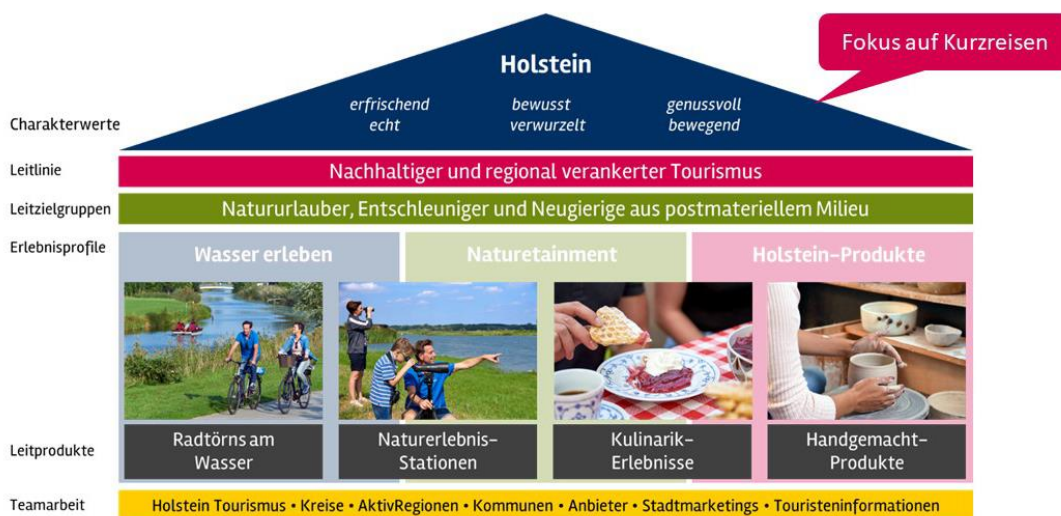 Fokus auf Kurzreisen
Holstein
Charakterwerte
erfrischend
echt
bewusst
verwurzelt
genussvoll
bewegend
Leitlinie
Nachhaltiger und regional verankerter Tourismus
Leitzielgruppen
Natururlauber, Entschleuniger und Neugierige aus postmateriellem Milieu
Erlebnisprofile
Wasser erleben
Naturetainment
Holstein-Produkte
Leitprodukte
Radtörns am
Wasser
Naturerlebnis-
Stationen
Kulinarik-
Erlebnisse
Handgemacht-
Produkte
Teamarbeit
Holstein Tourismus • Kreise • AktivRegionen • Kommunen • Anbieter • Stadtmarketings • Touristeninformationen